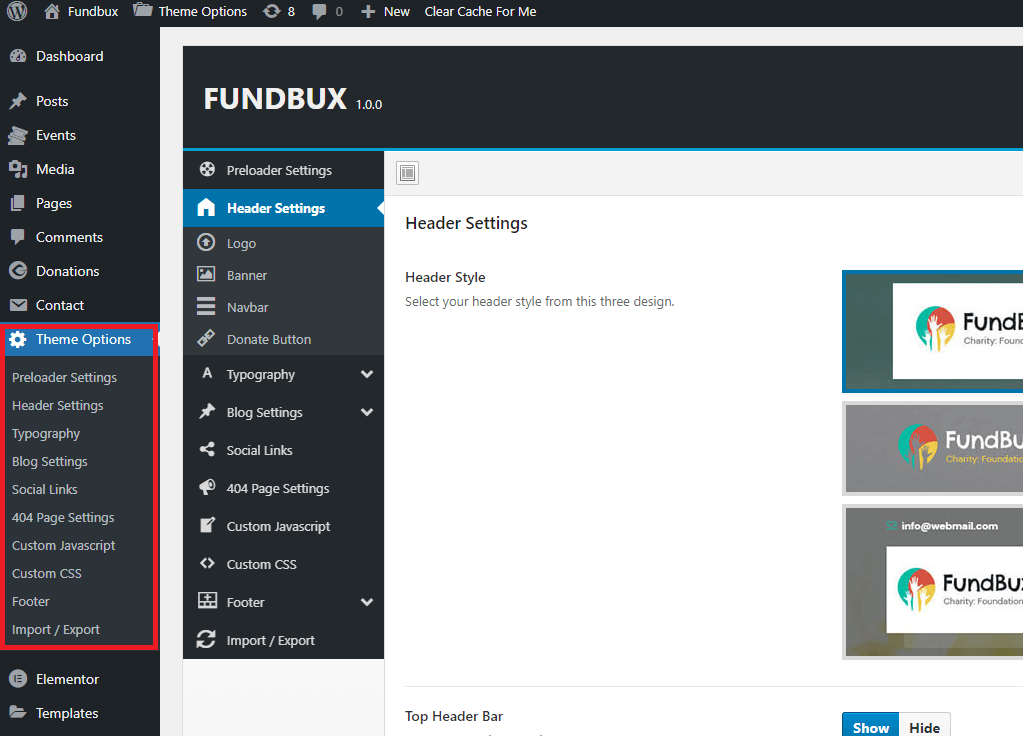 Fundbux Theme Options 8 0 New Clear Cache For Me
Dashboard
Posts
Events
Media
Pages
Comments
Donations
Contact
Theme Options
Preloader Settings
Header Settings
Typography
Blog Settings
Social Links
404 Page Settings
Custom Javascript
Custom CSS
Footer
Import / Export
Elementor
Templates
FUNDBUX 1.0.0
Preloader Settings
Header Settings
Logo
Banner
Navbar
Donate Button
Typography
Blog Settings
Social Links
404 Page Settings
Custom Javascript
Custom CSS
Footer
Import / Export
Header Settings
Header Style
Select your header style from this three design.
FundB
Charity: Foun
FundBu
Charity: Foundatio
info@webmail.com
FundBux
Charity: Foundation
Top Header Bar
Show Hide